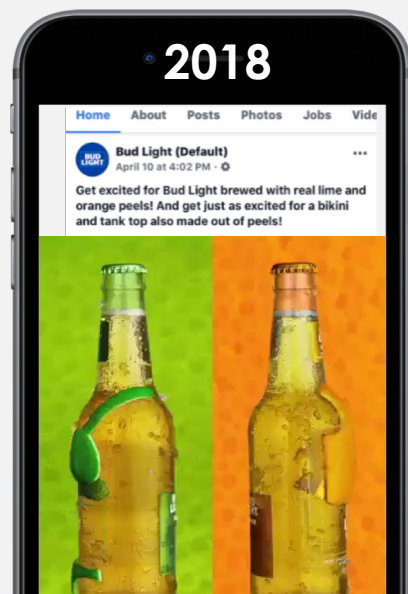 2018
Home About Posts Photos Jobs Vide
BUD
LIGHT
Bud Light (Default)
April 10 at 4:02 PM ·
Get excited for Bud Light brewed with real lime and
orange peels! And get just as excited for a bikini
and tank top also made out of peels!